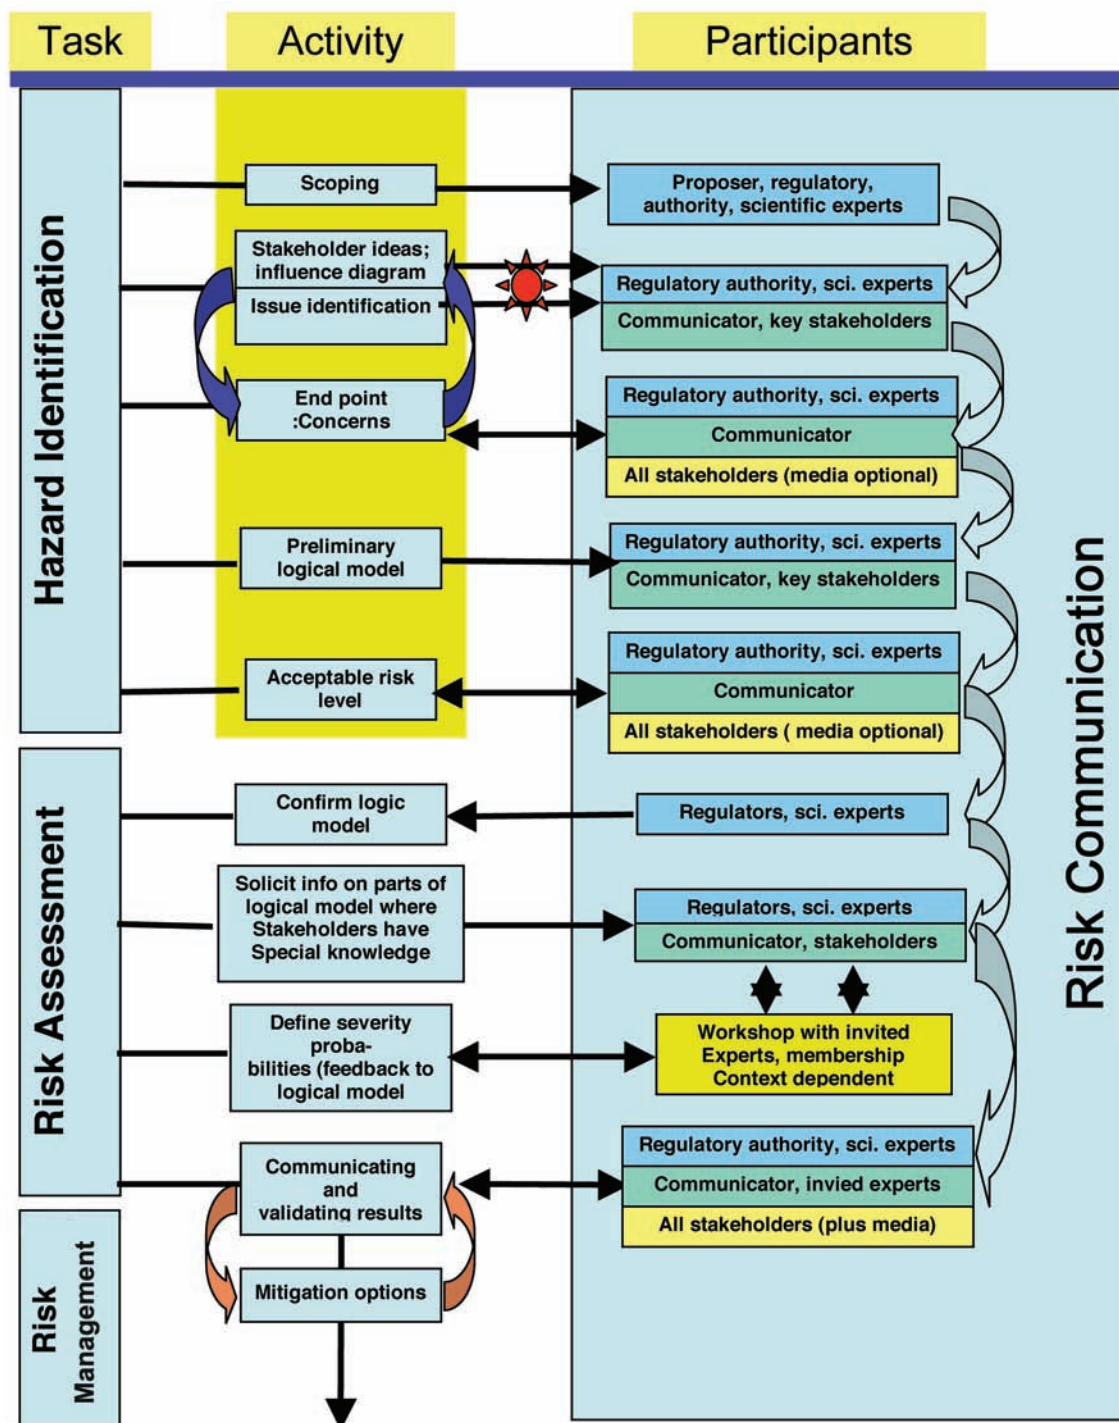 Task
Activity
Participants
Hazard Identification
Scoping
Proposer, regulatory,
authority, scientific experts
Stakeholder ideas;
influence diagram
Issue identification
Regulatory authority, sci. experts
Communicator, key stakeholders
End point
:Concerns
Regulatory authority, sci. experts
Communicator
All stakeholders (media optional)
Preliminary
logical model
Regulatory authority, sci. experts
Communicator, key stakeholders
Acceptable risk
level
Regulatory authority, sci. experts
Communicator
All stakeholders ( media optional)
Risk Assessment
Confirm logic
model
Regulators, sci. experts
Solicit info on parts of
logical model where
Stakeholders have
Special knowledge
Regulators, sci. experts
Communicator, stakeholders
Define severity
proba-
bilities (feedback to
logical model
Workshop with invited
Experts, membership
Context dependent
Communicating
and
validating results
Regulatory authority, sci. experts
Communicator, invied experts
All stakeholders (plus media)
Risk
Management
Mitigation options
Risk Communication